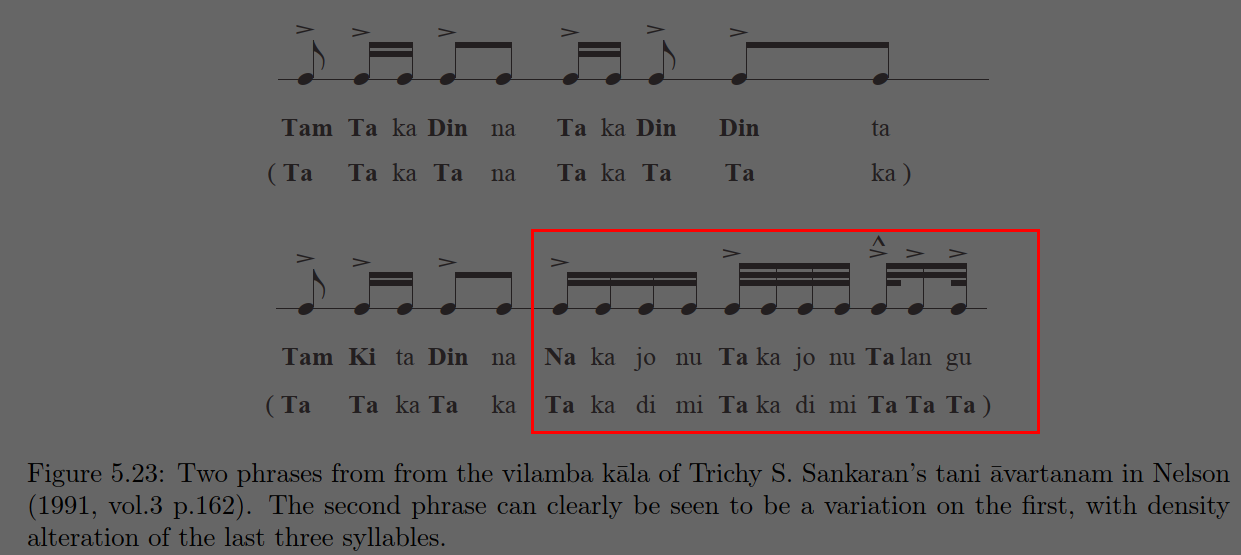 Tam Ta ka Din na Ta ka Din Din ta
( Ta Ta ka Ta na Ta ka Ta Ta ka )
Tam Ki ta Din na Na ka jo nu Ta ka jo nu Ta lan gu
( Ta Ta ka Ta ka Ta ka di mi Ta ka di mi Ta Ta Ta )
Figure 5.23: Two phrases from from the vilamba kāla of Trichy S. Sankaran's tani āvartanam in Nelson
(1991, vol.3 p.162). The second phrase can clearly be seen to be a variation on the first, with density
alteration of the last three syllables.